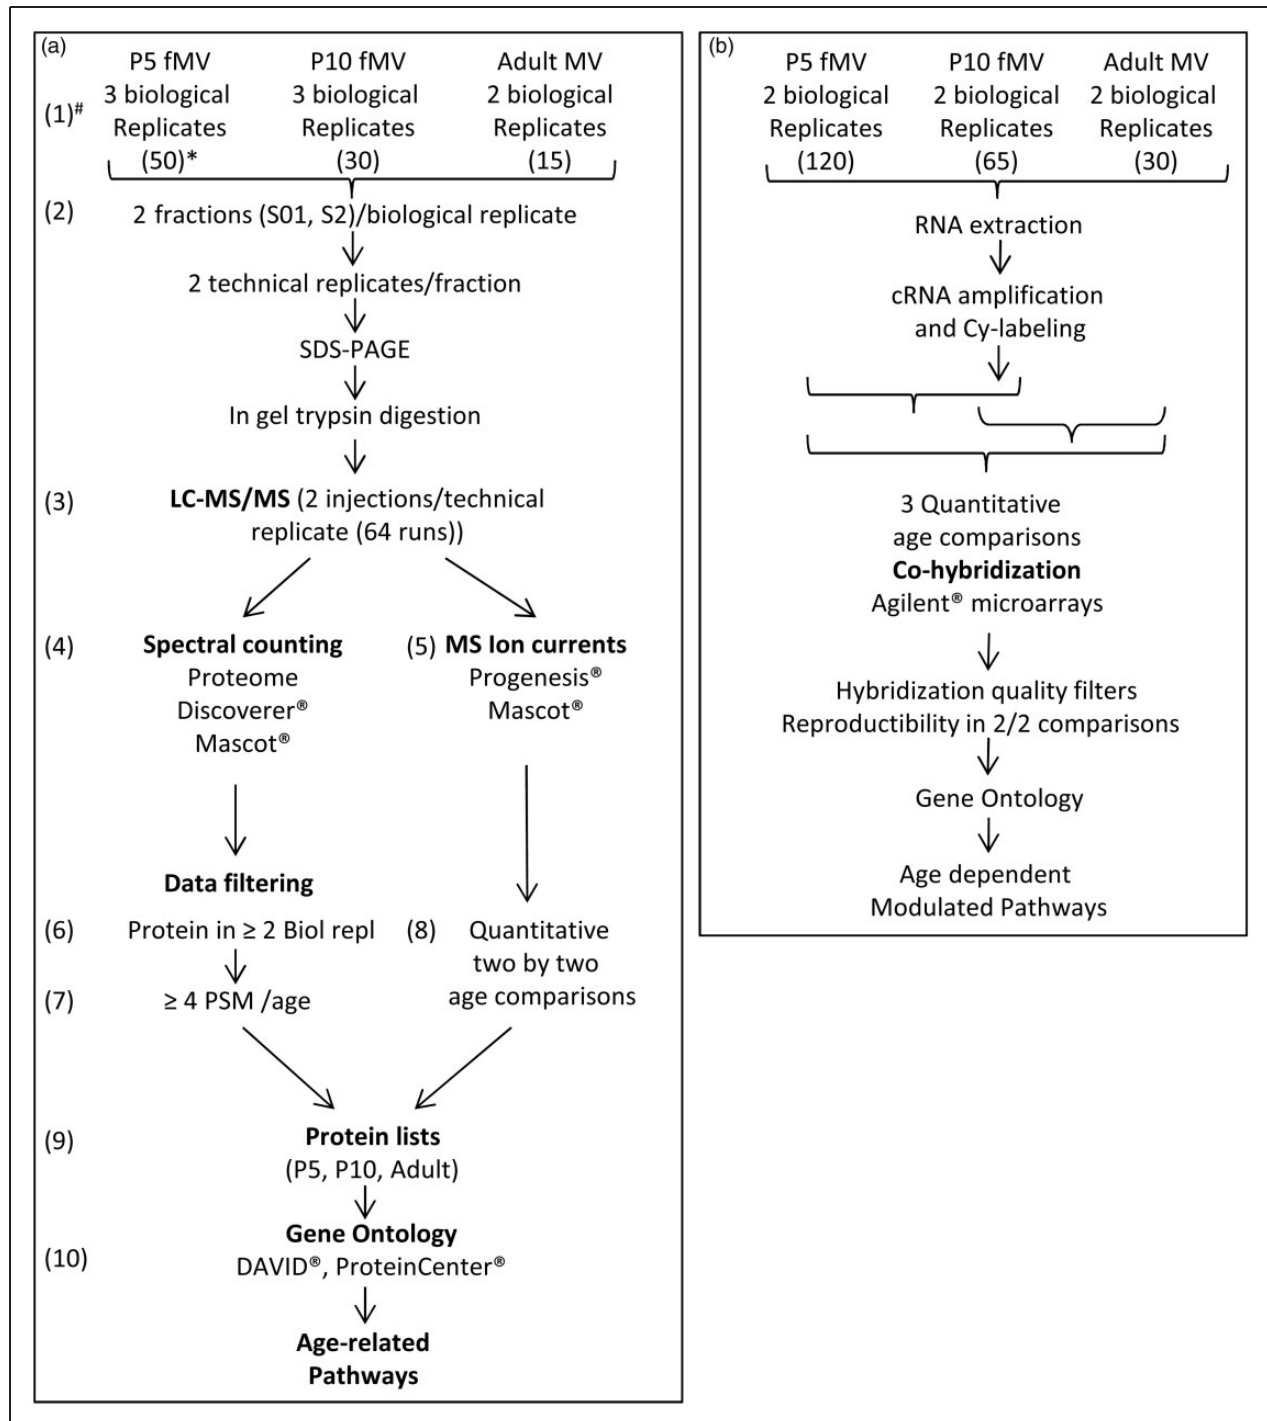 (a)
P5 fMV P10 fMV Adult MV
3 biological 3 biological 2 biological
(1)# Replicates Replicates Replicates
(50)* (30) (15)
(2) 2 fractions (S01, S2)/biological replicate
2 technical replicates/fraction
SDS-PAGE
In gel trypsin digestion
(3) LC-MS/MS (2 injections/technical
replicate (64 runs))
(4) Spectral counting
Proteome
Discoverer®
Mascot®
(5) MS Ion currents
Progenesis®
Mascot®
Data filtering
(6) Protein in ≥ 2 Biol repl
(7) ≥ 4 PSM /age
(8) Quantitative
two by two
age comparisons
(9) Protein lists
(P5, P10, Adult)
Gene Ontology
(10) DAVID®, ProteinCenter®
Age-related
Pathways
(b)
P5 fMV P10 fMV Adult MV
2 biological 2 biological 2 biological
Replicates Replicates Replicates
(120) (65) (30)
RNA extraction
cRNA amplification
and Cy-labeling
3 Quantitative
age comparisons
Co-hybridization
Agilent® microarrays
Hybridization quality filters
Reproductibility in 2/2 comparisons
Gene Ontology
Age dependent
Modulated Pathways